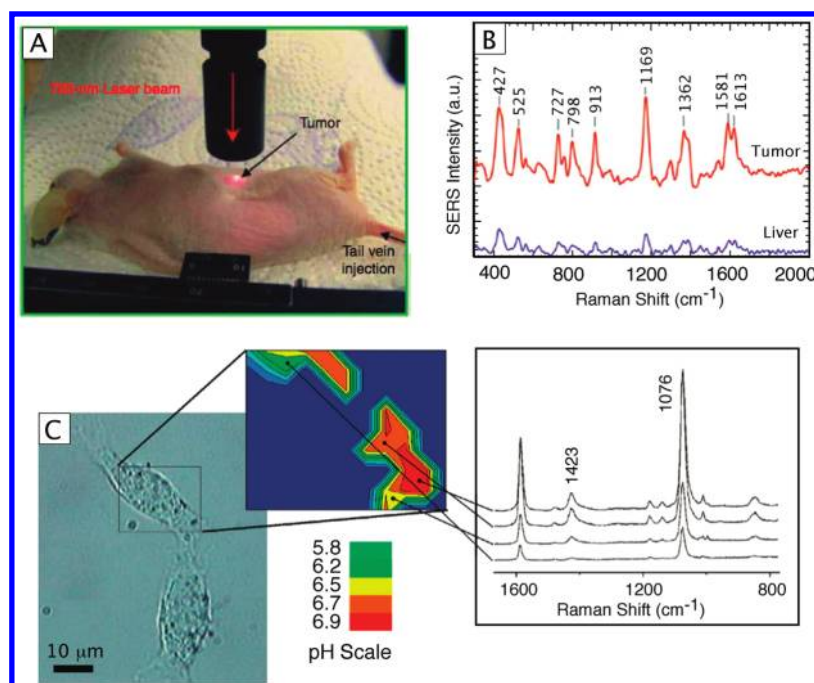 A
785-nm Laser beam
Tumor
Tail vein
injection
B
SERS Intensity (a.u.)
427
525
727
798
913
1169
1362
1581
1613
Tumor
Liver
400 800 1200 1600 2000
Raman Shift (cm-1)
C
10 μm
5.8
6.2
6.5
6.7
6.9
pH Scale
1423
1076
1600 1200 800
Raman Shift (cm-1)